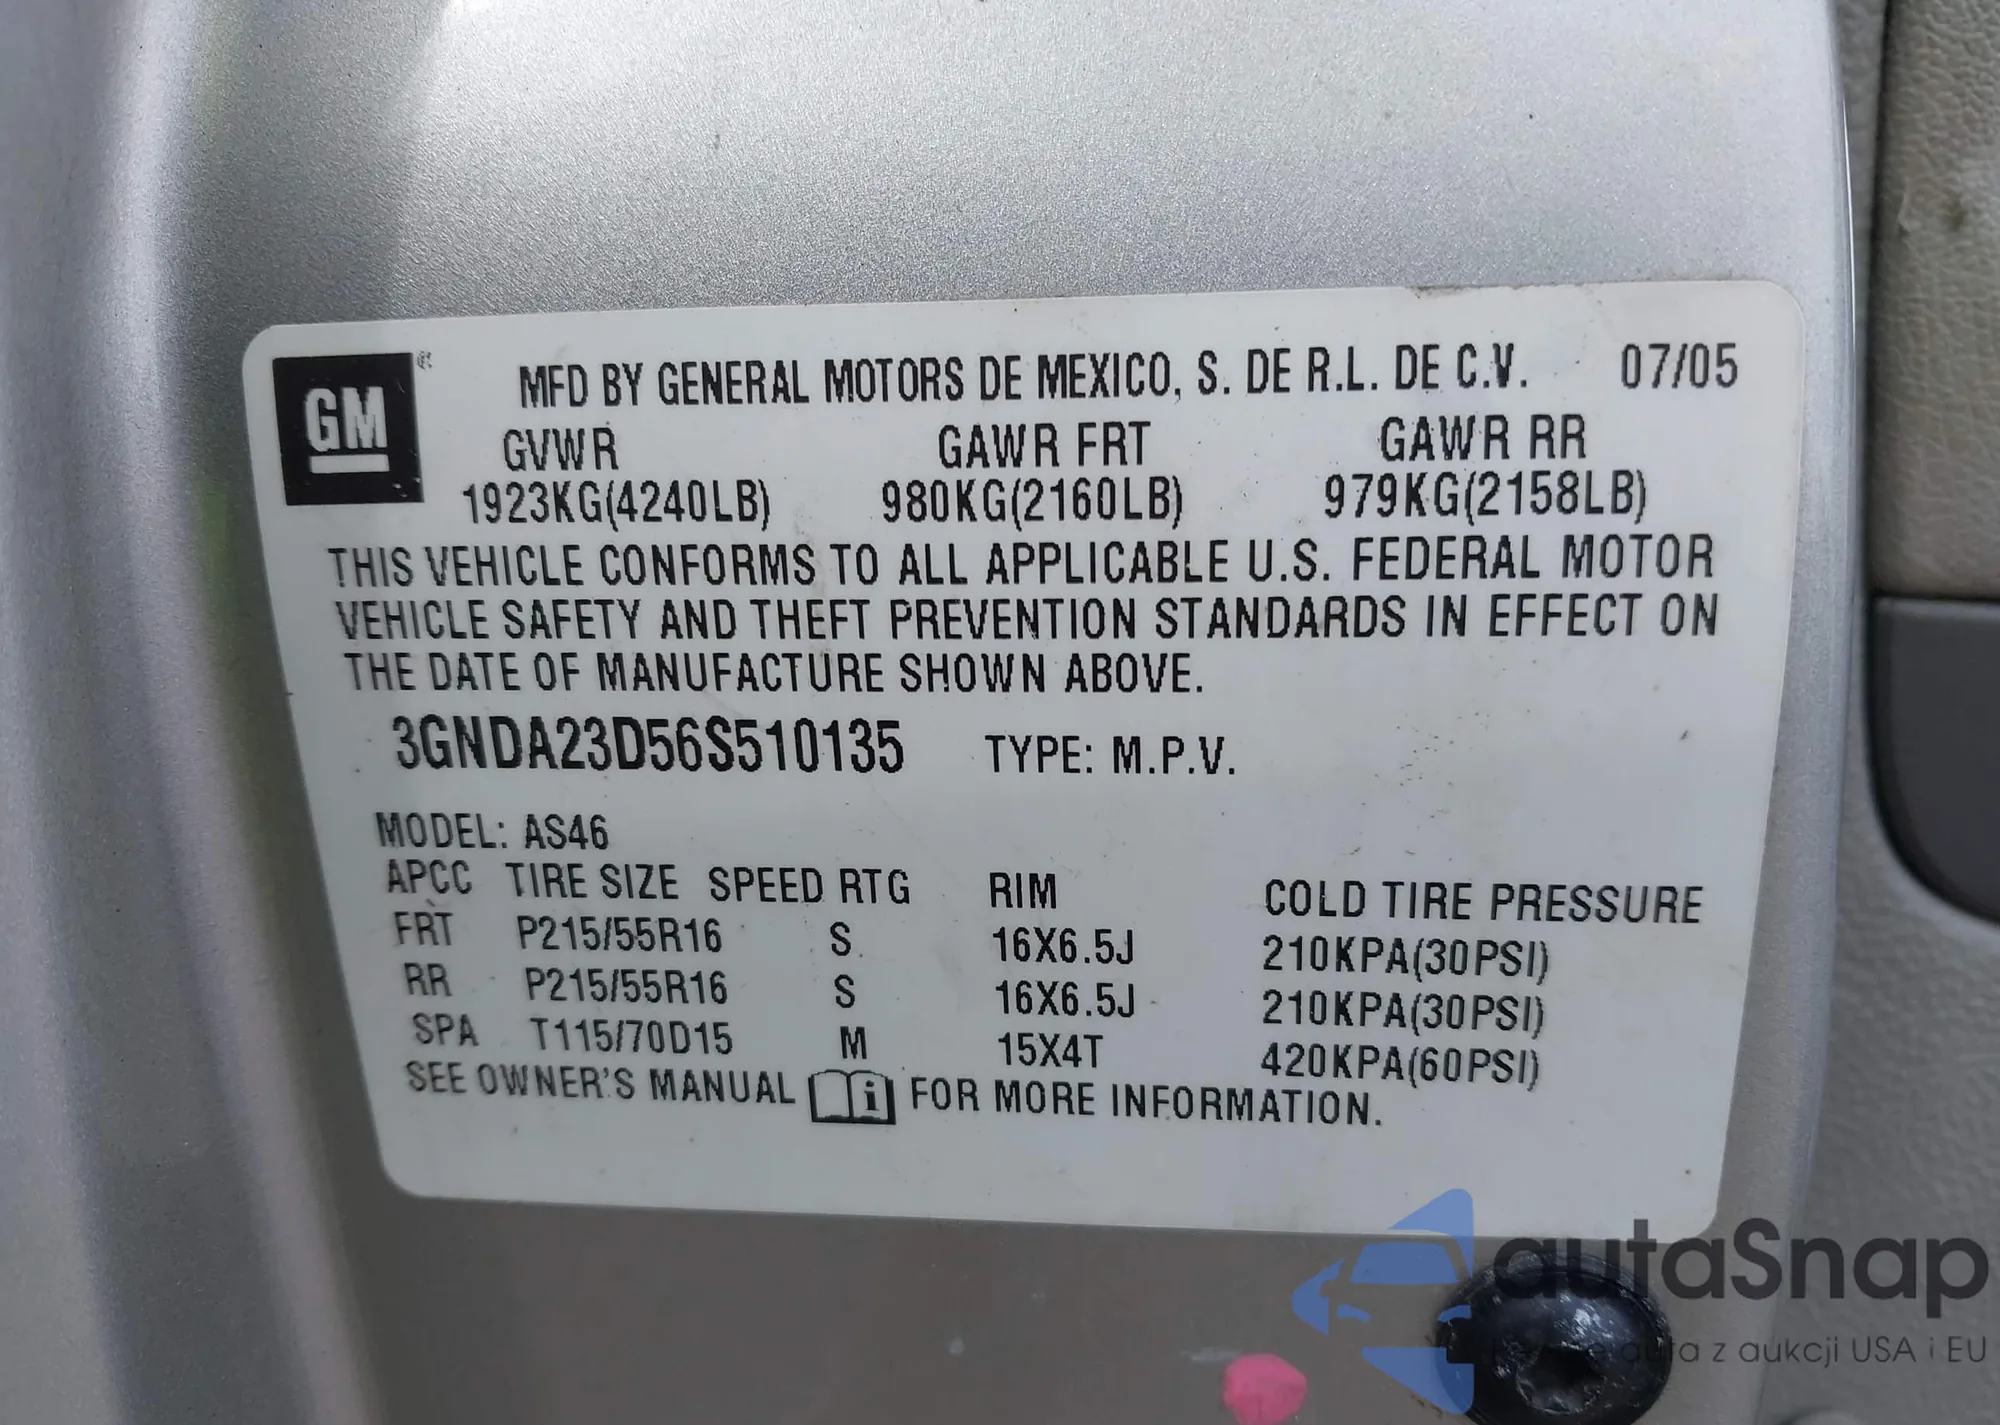 GM
MFD BY GENERAL MOTORS DE MEXICO, S. DE R.L. DE C.V. 07/05
GVWR GAWR FRT GAWR RR
1923KG(4240LB) 980KG(2160LB) 979KG(2158LB)
THIS VEHICLE CONFORMS TO ALL APPLICABLE U.S. FEDERAL MOTOR
VEHICLE SAFETY AND THEFT PREVENTION STANDARDS IN EFFECT ON
THE DATE OF MANUFACTURE SHOWN ABOVE.
3GNDA23D56S510135 TYPE: M.P.V.
MODEL: AS46
APCC TIRE SIZE SPEED RTG RIM COLD TIRE PRESSURE
FRT P215/55R16 S 16X6.5J 210KPA(30PSI)
RR P215/55R16 S 16X6.5J 210KPA(30PSI)
SPA T115/70D15 M 15X4T 420KPA(60PSI)
SEE OWNER'S MANUAL i FOR MORE INFORMATION.
autaSnap
auta z aukcji USA i EU